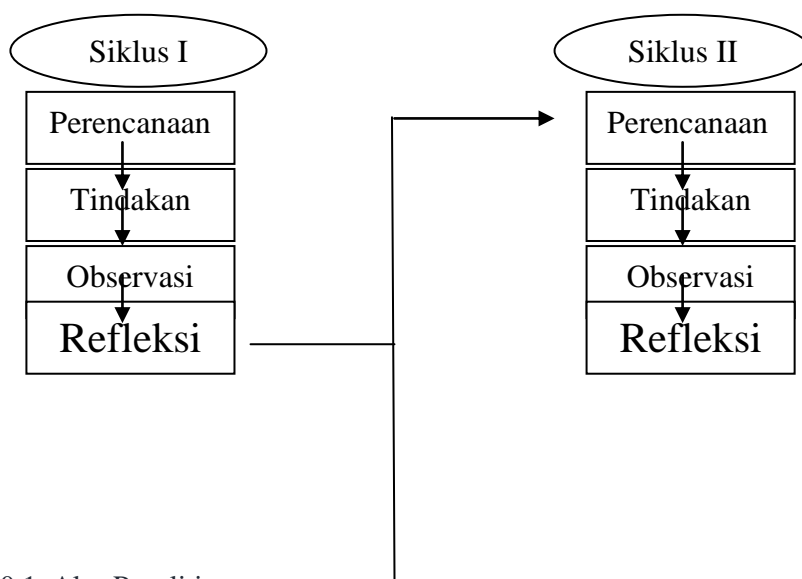 Siklus I
Perencanaan
Tindakan
Observasi
Refleksi
Siklus II
Perencanaan
Tindakan
Observasi
Refleksi